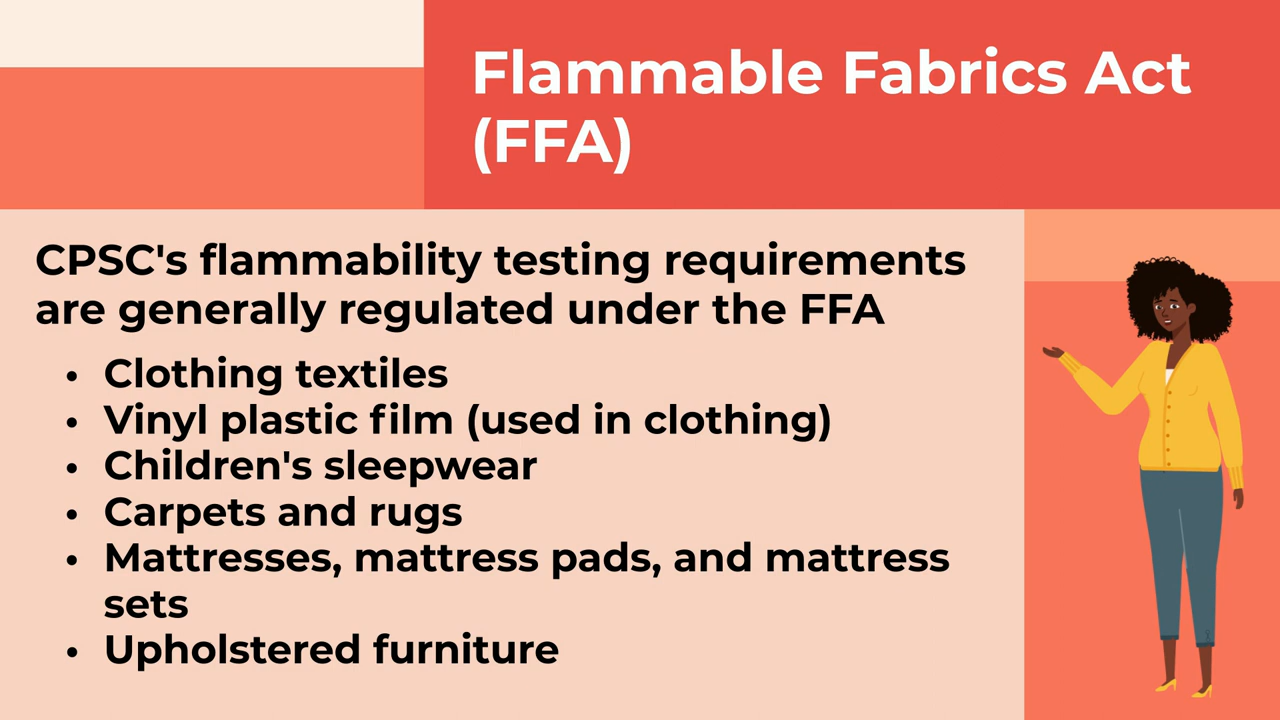 Flammable Fabrics Act
(FFA)
CPSC's flammability testing requirements
are generally regulated under the FFA
• Clothing textiles
• Vinyl plastic film (used in clothing)
• Children's sleepwear
• Carpets and rugs
• Mattresses, mattress pads, and mattress
sets
• Upholstered furniture